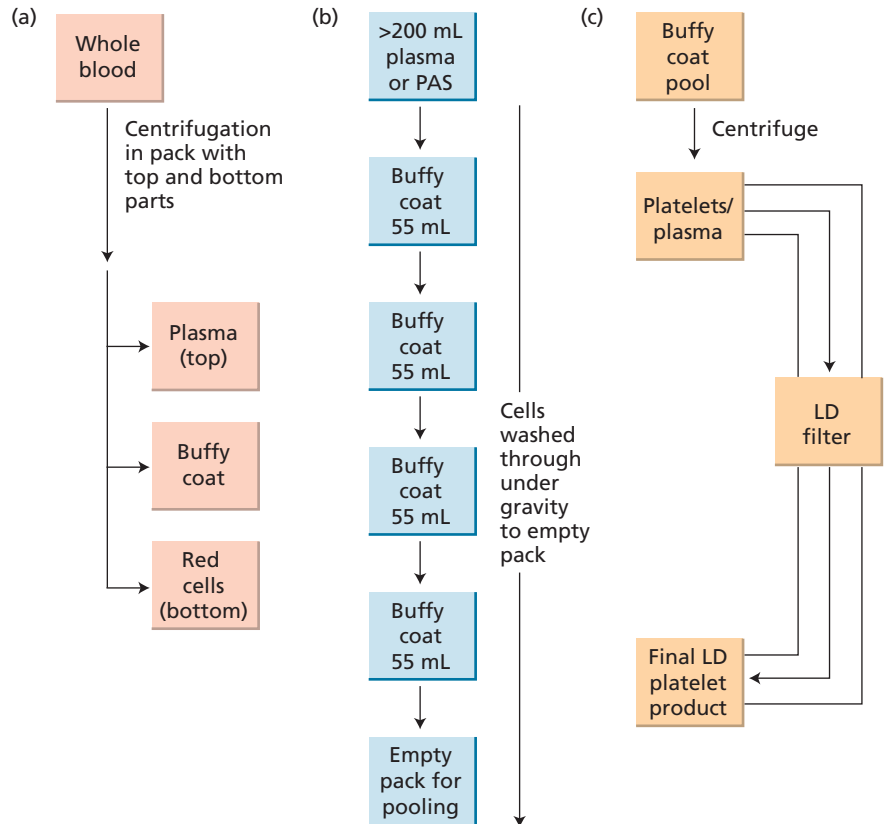 (a)
Whole
blood
Centrifugation
in pack with
top and bottom
parts
Plasma
(top)
Buffy
coat
Red
cells
(bottom)
(b)
>200 mL
plasma
or PAS
Buffy
coat
55 mL
Buffy
coat
55 mL
Buffy
coat
55 mL
Buffy
coat
55 mL
Empty
pack for
pooling
Cells
washed
through
under
gravity
to empty
pack
(c)
Buffy
coat
pool
Centrifuge
Platelets/
plasma
LD
filter
Final LD
platelet
product